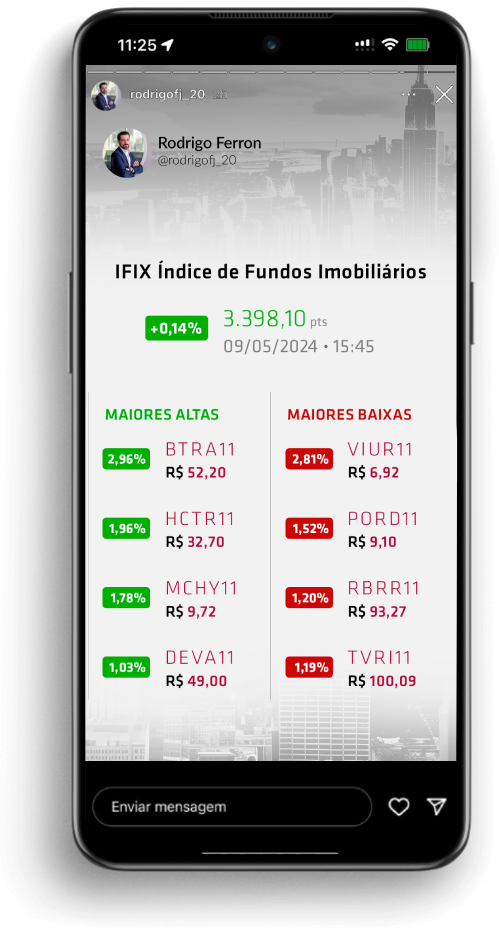 11:25
rodrigofj_20
Rodrigo Ferron
@rodrigofj_20
IFIX Índice de Fundos Imobiliários
+0,14%
3.398,10 pts
09/05/2024 • 15:45
MAIORES ALTAS
2,96%
BTRA11
R$ 52,20
1,96%
HCTR11
R$ 32,70
1,78%
MCHY11
R$ 9,72
1,03%
DEVA11
R$ 49,00
MAIORES BAIXAS
2,81%
VIUR11
R$ 6,92
1,52%
PORD11
R$ 9,10
1,20%
RBRR11
R$ 93,27
1,19%
TVRI11
R$ 100,09
Enviar mensagem